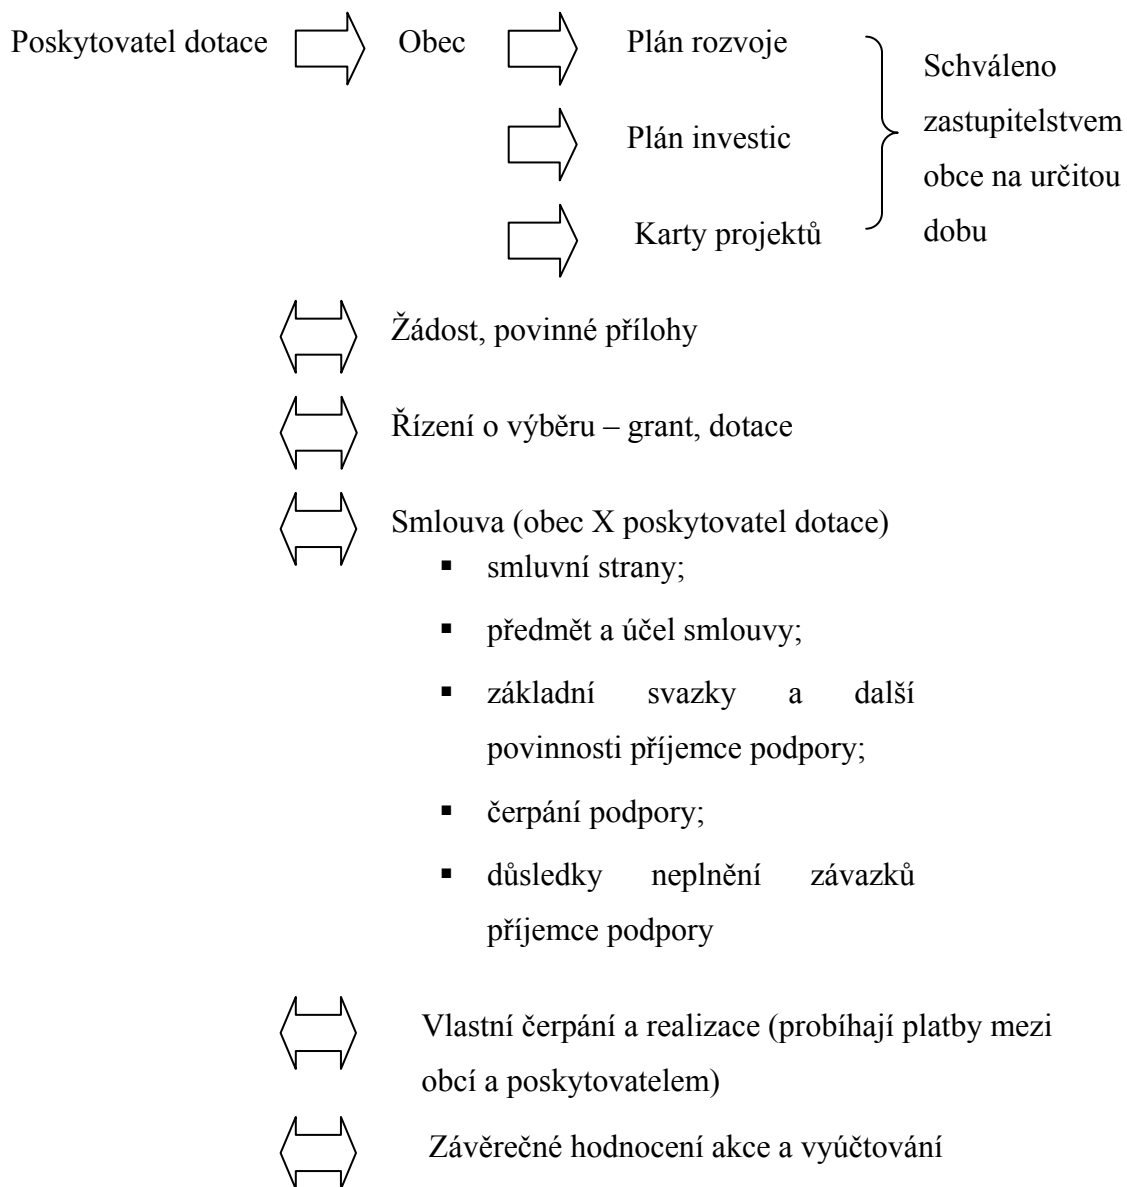 Poskytovatel dotace Obec Plán rozvoje
Plán investic
Karty projektů
Schváleno
zastupitelstvem
obce na určitou
dobu
Žádost, povinné přílohy
Řízení o výběru – grant, dotace
Smlouva (obec X poskytovatel dotace)
▪ smluvní strany;
▪ předmět a účel smlouvy;
▪ základní svazky a další
povinnosti příjemce podpory;
▪ čerpání podpory;
▪ důsledky neplnění závazků
příjemce podpory
Vlastní čerpání a realizace (probíhají platby mezi
obcí a poskytovatelem)
Závěrečné hodnocení akce a vyúčtování